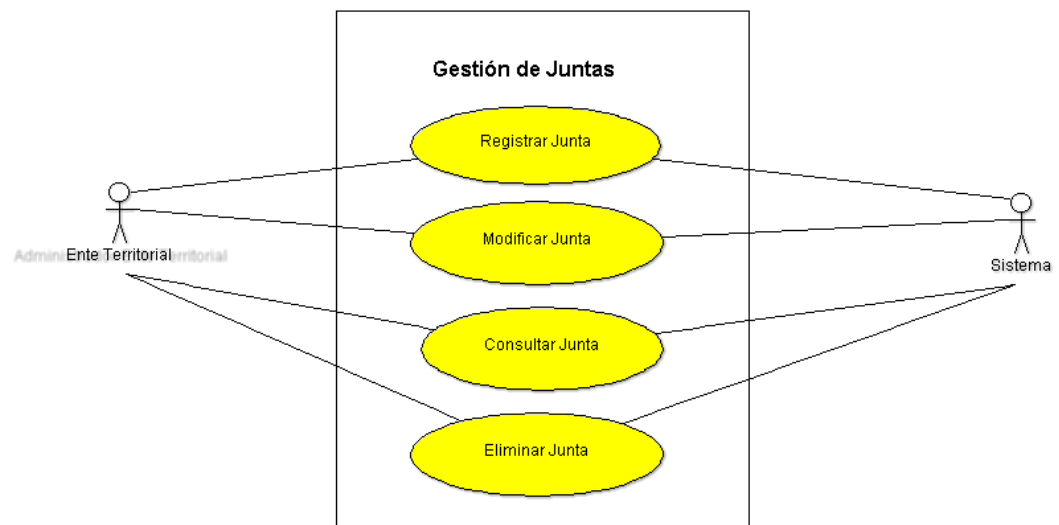 Gestión de Juntas
Registrar Junta
Modificar Junta
Ente Territorial
Sistema
Consultar Junta
Eliminar Junta